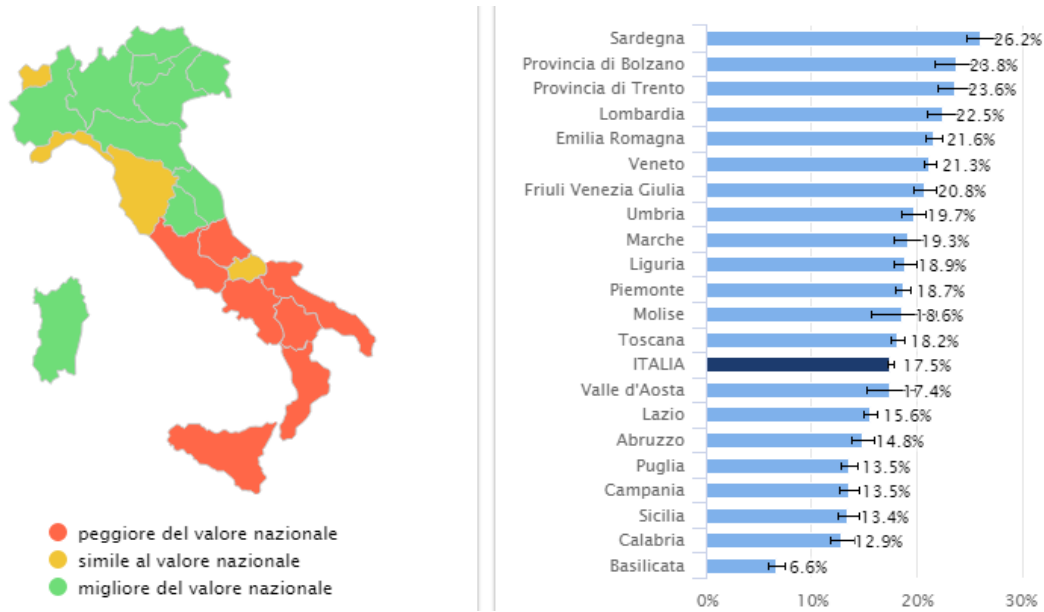 peggiore del valore nazionale
simile al valore nazionale
migliore del valore nazionale
Sardegna 26.2%
Provincia di Bolzano 23.8%
Provincia di Trento 23.6%
Lombardia 22.5%
Emilia Romagna 21.6%
Veneto 21.3%
Friuli Venezia Giulia 20.8%
Umbria 19.7%
Marche 19.3%
Liguria 18.9%
Piemonte 18.7%
Molise 18.6%
Toscana 18.2%
ITALIA 17.5%
Valle d'Aosta 17.4%
Lazio 15.6%
Abruzzo 14.8%
Puglia 13.5%
Campania 13.5%
Sicilia 13.4%
Calabria 12.9%
Basilicata 6.6%
0% 10% 20% 30%